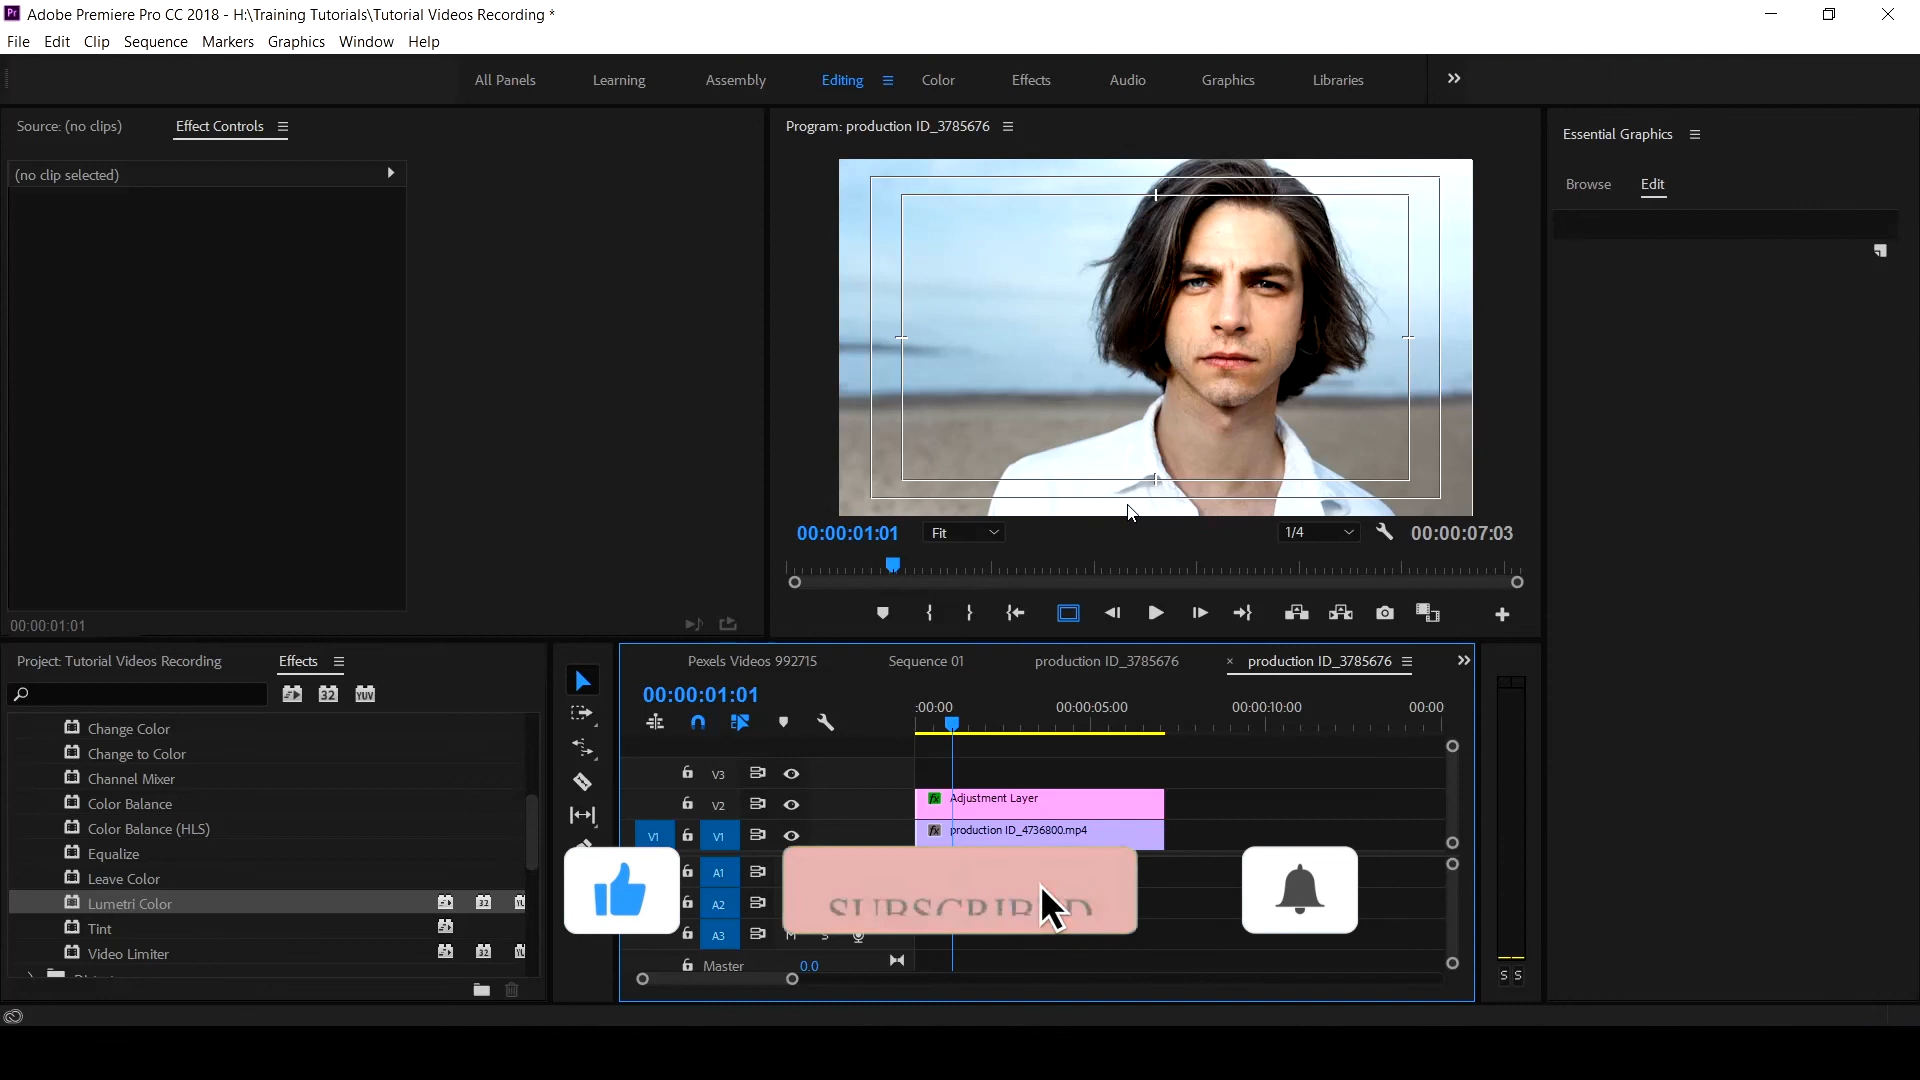 Pr Adobe Premiere Pro CC 2018 - H:\Training Tutorials\Tutorial Videos Recording *
File Edit Clip Sequence Markers Graphics Window Help
All Panels Learning Assembly Editing Color Effects Audio Graphics Libraries
Source: (no clips) Effect Controls
(no clip selected)
00:00:01:01
Program: production ID_3785676
00:00:01:01 Fit 1/4 00:00:07:03
Essential Graphics
Browse Edit
Project: Tutorial Videos Recording Effects
32 YUV
Change Color
Change to Color
Channel Mixer
Color Balance
Color Balance (HLS)
Equalize
Leave Color
Lumetri Color 32
Tint
Video Limiter 32
Pexels Videos 992715 Sequence 01 production ID_3785676 × production ID_3785676
00:00:01:01
:00:00 00:00:05:00 00:00:10:00 00:00
V3
V2 Adjustment Layer
V1 V1 production ID_4736800.mp4
A1
A2
A3 M S
Master 0.0
SUBSCRIBED
S S